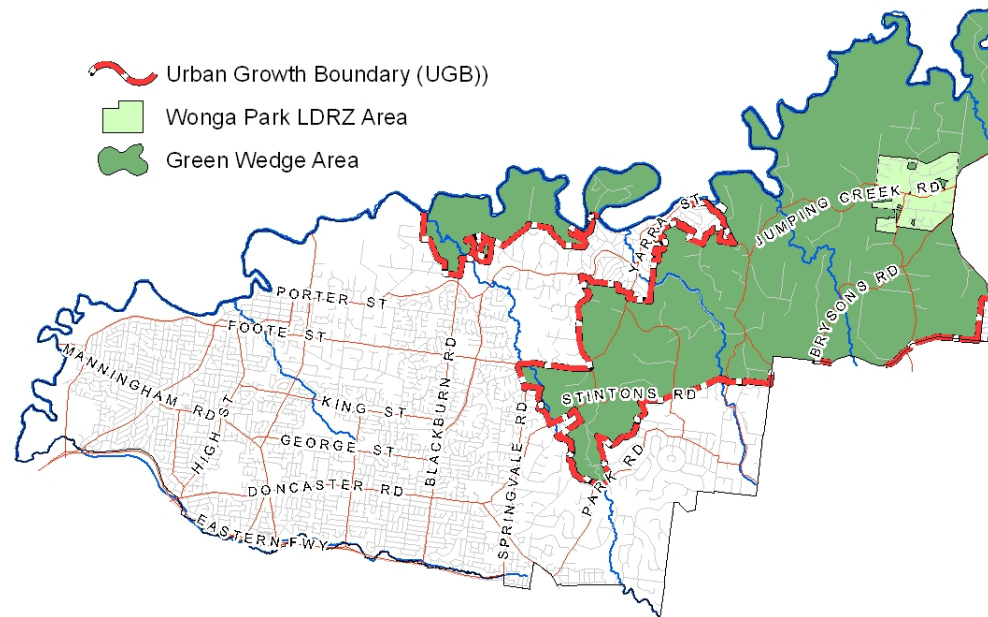 Urban Growth Boundary (UGB))
Wonga Park LDRZ Area
Green Wedge Area
JUMPING CREEK RD
YARRA ST
BRYSONS RD
PORTER ST
FOOTE ST
MANNINGHAM RD
HIGH ST
KING ST
GEORGE ST
BLACKBURN RD
SPRINGVALE RD
STINTONS RD
PARK RD
DONCASTER RD
EASTERN FWY